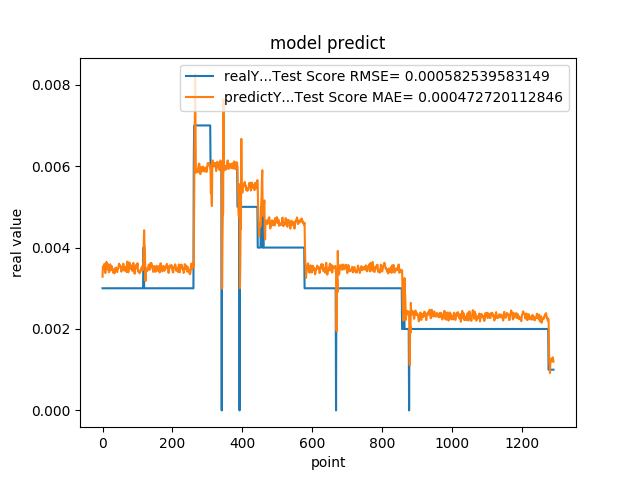 model predict
realY...Test Score RMSE= 0.000582539583149
predictY...Test Score MAE= 0.000472720112846
0.008
0.006
0.004
0.002
0.000
real value
0 200 400 600 800 1000 1200
point